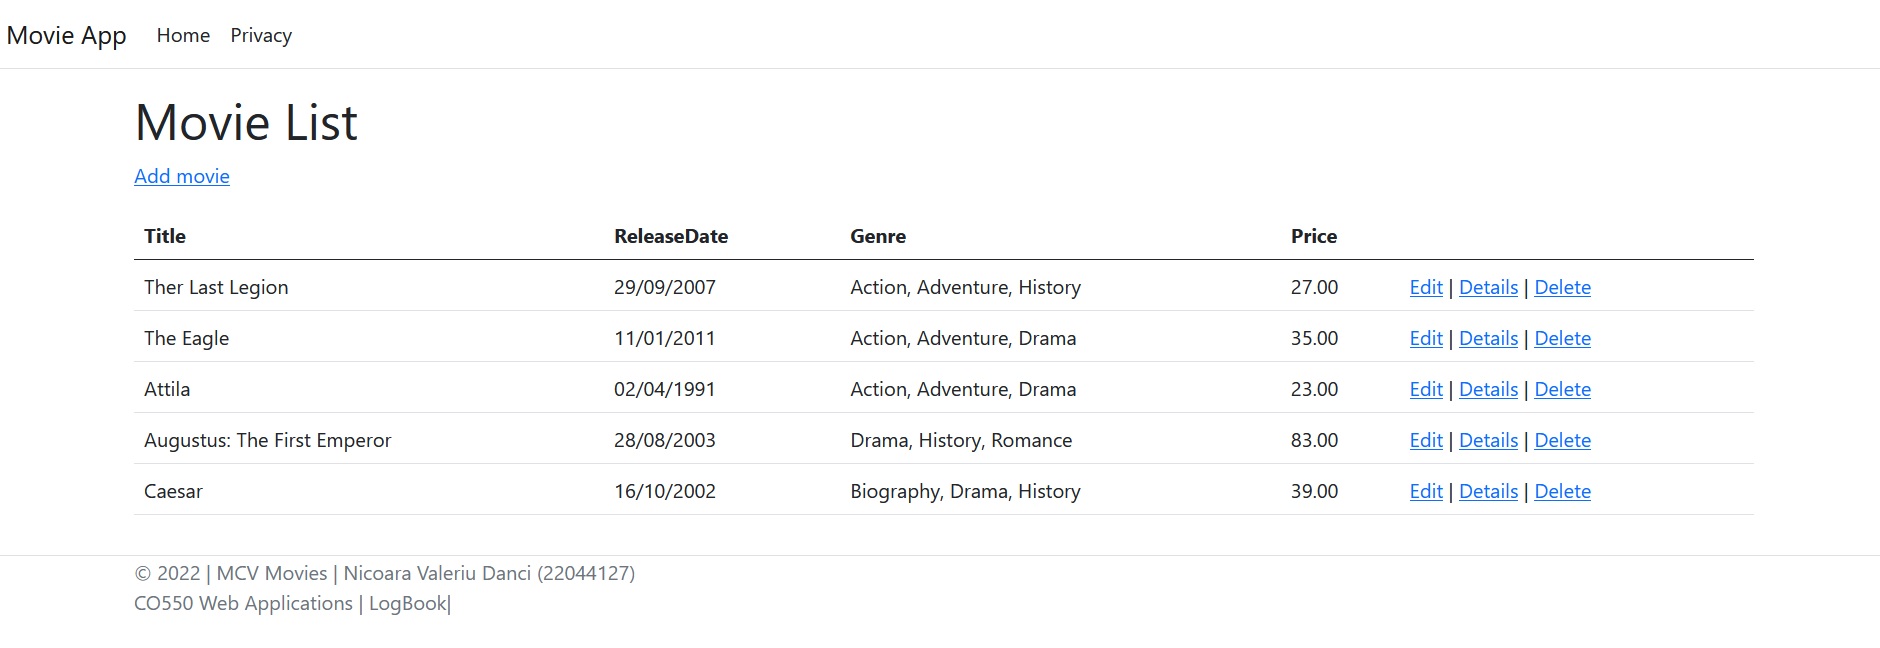 Movie App Home Privacy
Movie List
Add movie
Title ReleaseDate Genre Price
Ther Last Legion 29/09/2007 Action, Adventure, History 27.00 Edit | Details | Delete
The Eagle 11/01/2011 Action, Adventure, Drama 35.00 Edit | Details | Delete
Attila 02/04/1991 Action, Adventure, Drama 23.00 Edit | Details | Delete
Augustus: The First Emperor 28/08/2003 Drama, History, Romance 83.00 Edit | Details | Delete
Caesar 16/10/2002 Biography, Drama, History 39.00 Edit | Details | Delete
© 2022 | MCV Movies | Nicoara Valeriu Danci (22044127)
CO550 Web Applications | LogBook|